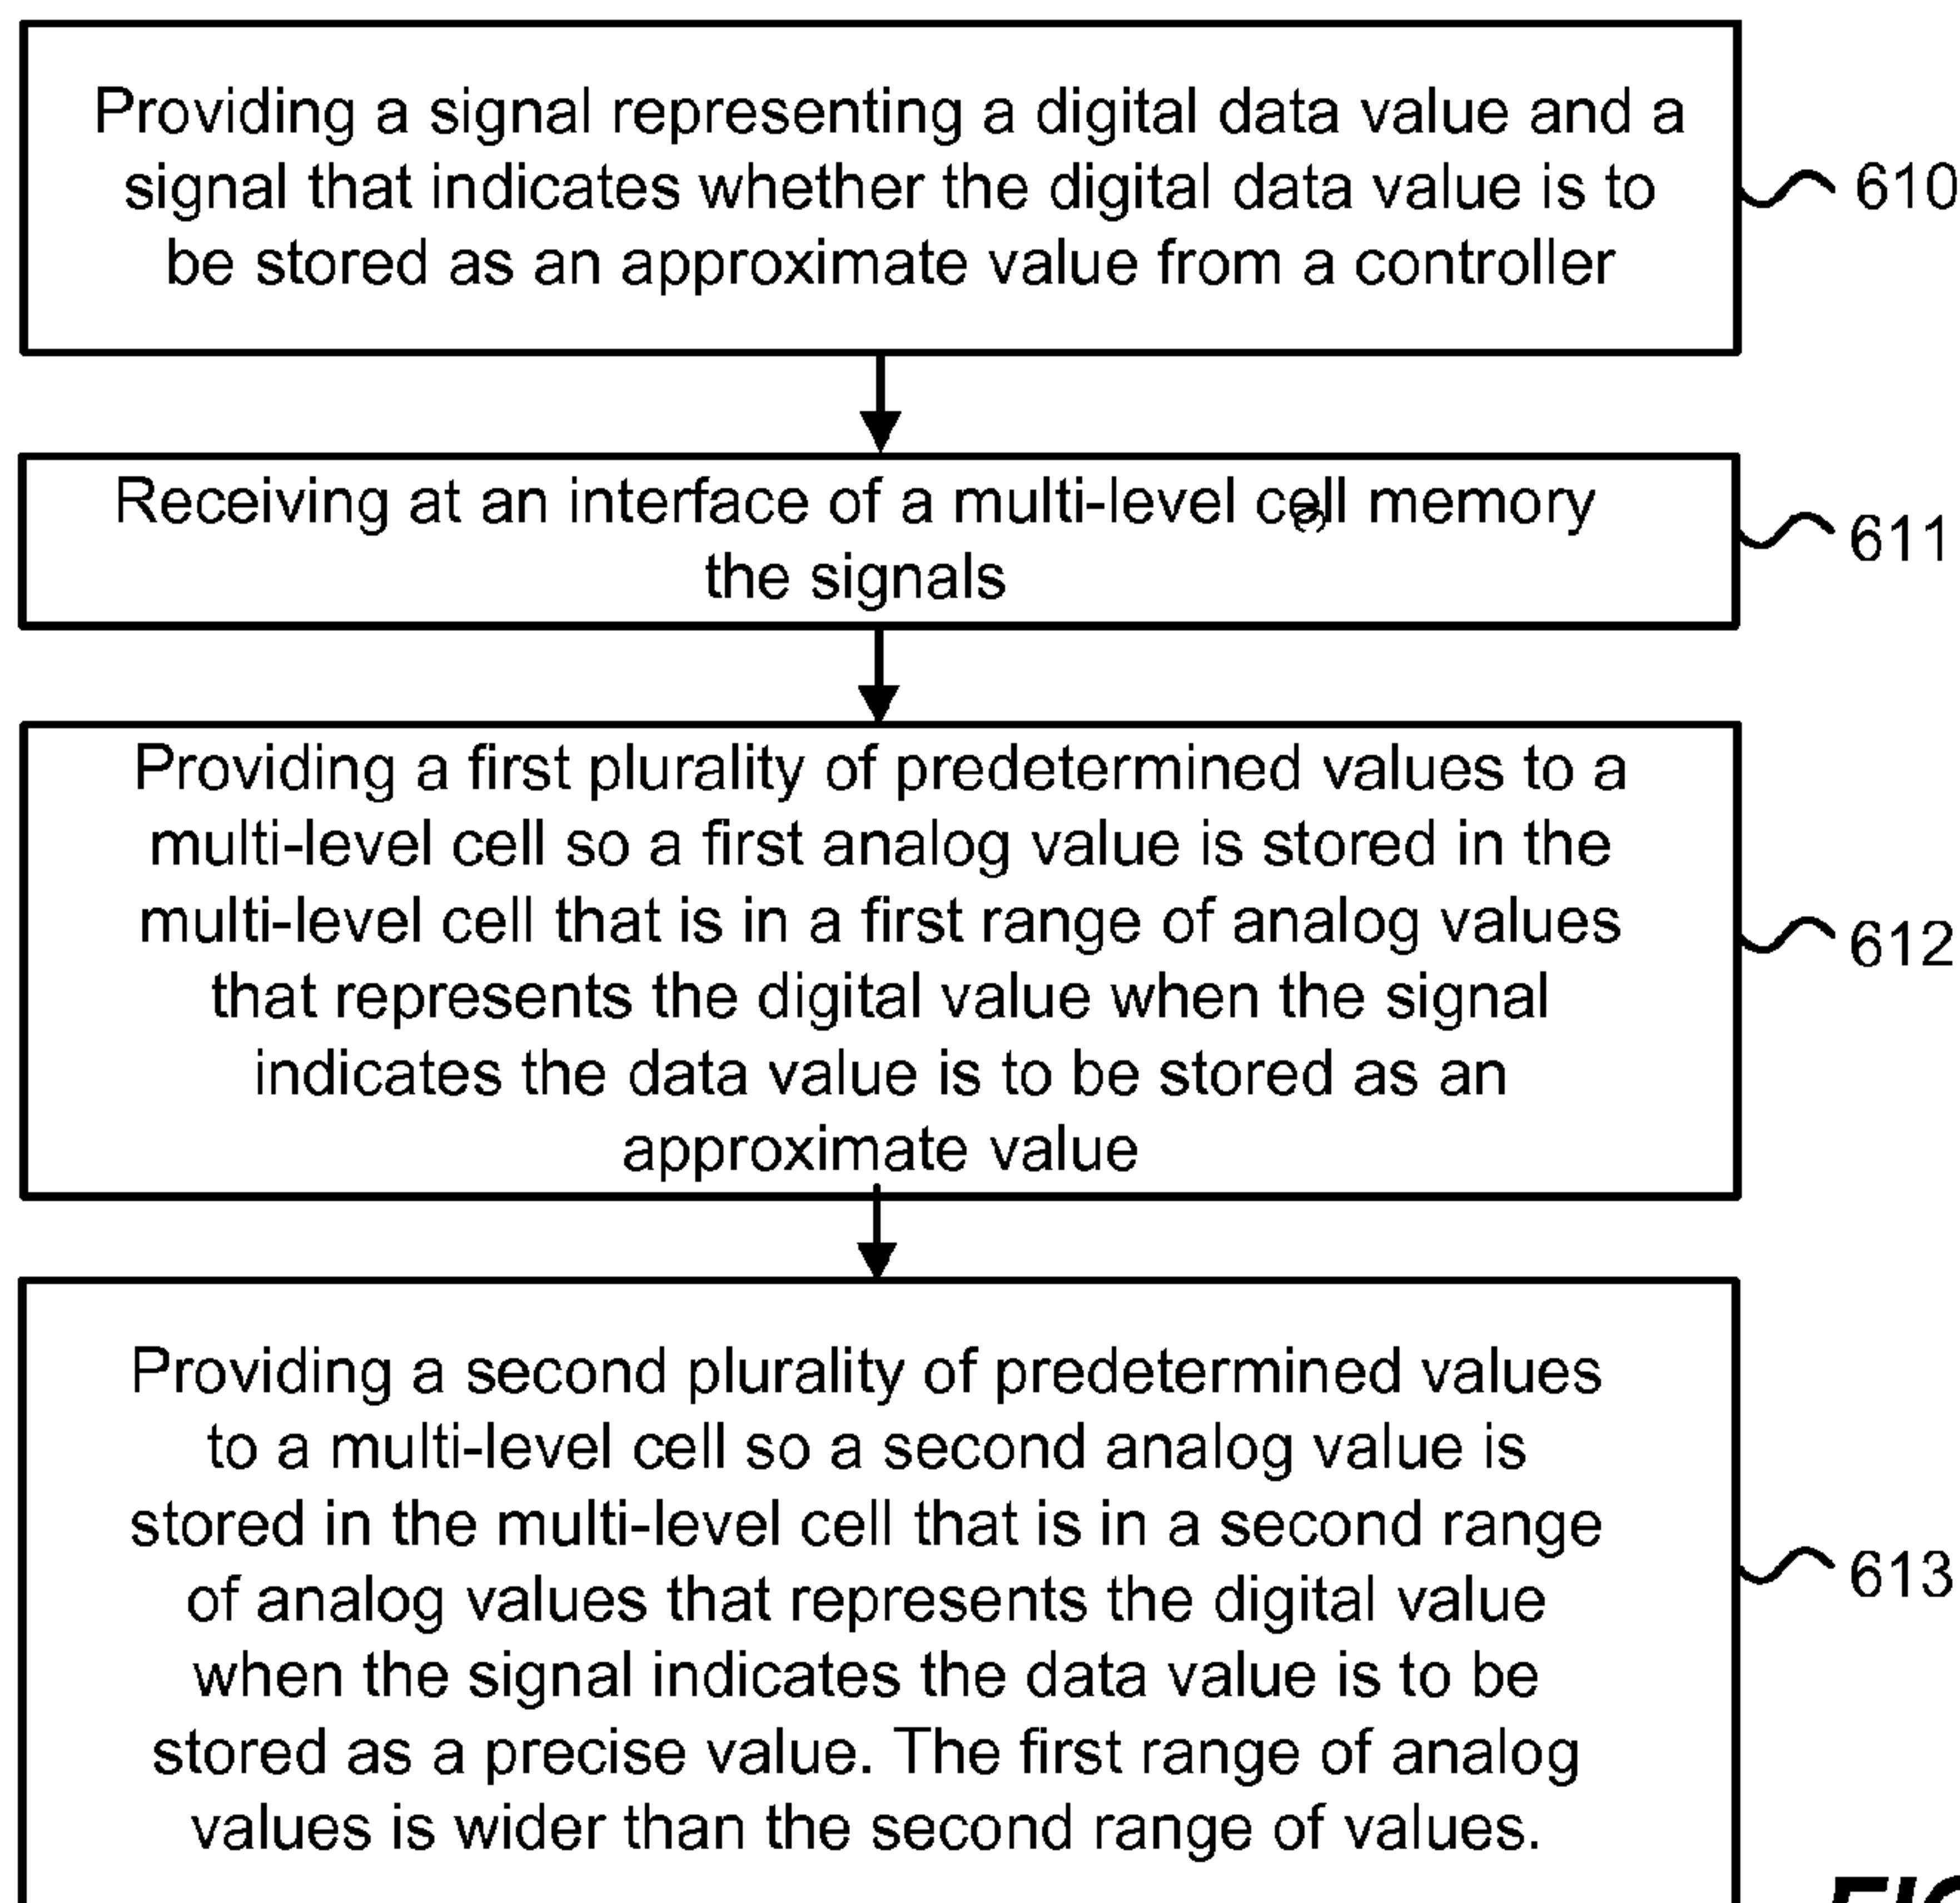 Providing a signal representing a digital data value and a
signal that indicates whether the digital data value is to
be stored as an approximate value from a controller
610
Receiving at an interface of a multi-level cell memory
the signals
611
Providing a first plurality of predetermined values to a
multi-level cell so a first analog value is stored in the
multi-level cell that is in a first range of analog values
that represents the digital value when the signal
indicates the data value is to be stored as an
approximate value
612
Providing a second plurality of predetermined values
to a multi-level cell so a second analog value is
stored in the multi-level cell that is in a second range
of analog values that represents the digital value
when the signal indicates the data value is to be
stored as a precise value. The first range of analog
values is wider than the second range of values.
613